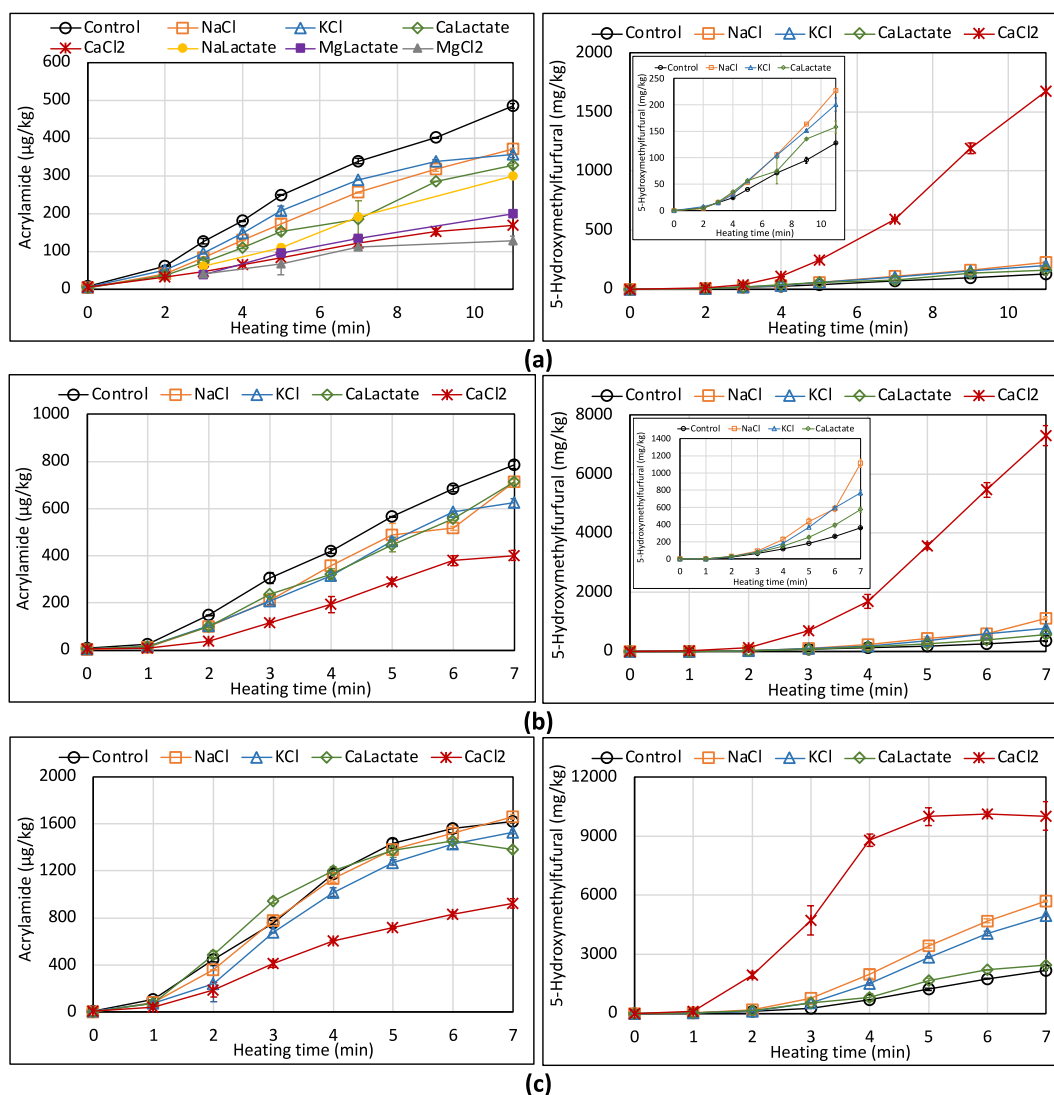 Control NaCl KCl CaLactate
CaCl2 NaLactate MgLactate MgCl2
600
500
400
300
200
100
0
Acrylamide (µg/kg)
0 2 4 6 8 10
Heating time (min)
Control NaCl KCl CaLactate CaCl2
2000
1500
1000
500
0
5-Hydroxymethylfurfural (mg/kg)
0 2 4 6 8 10
Heating time (min)
Control NaCl KCl CaLactate
250
200
150
100
50
0
5-Hydroxymethylfurfural (mg/kg)
0 2 4 6 8 10
Heating time (min)
(a)
Control NaCl KCl CaLactate CaCl2
1000
800
600
400
200
0
Acrylamide (µg/kg)
0 1 2 3 4 5 6 7
Heating time (min)
Control NaCl KCl CaLactate CaCl2
8000
6000
4000
2000
0
5-Hydroxymethylfurfural (mg/kg)
0 1 2 3 4 5 6 7
Heating time (min)
Control NaCl KCl CaLactate
1400
1200
1000
800
600
400
200
0
5-Hydroxymethylfurfural (mg/kg)
0 1 2 3 4 5 6 7
Heating time (min)
(b)
Control NaCl KCl CaLactate CaCl2
2000
1600
1200
800
400
0
Acrylamide (µg/kg)
0 1 2 3 4 5 6 7
Heating time (min)
Control NaCl KCl CaLactate CaCl2
12000
9000
6000
3000
0
5-Hydroxymethylfufural (mg/kg)
0 1 2 3 4 5 6 7
Heating time (min)
(c)